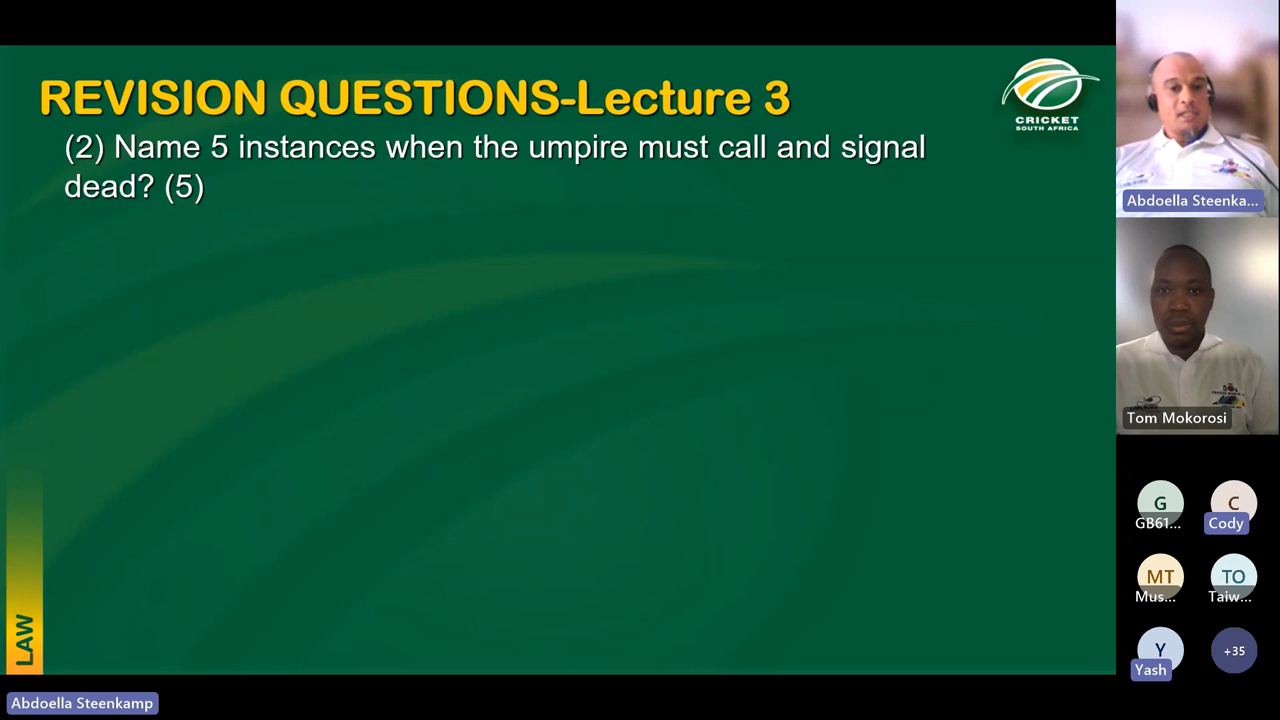 REVISION QUESTIONS-Lecture 3
(2) Name 5 instances when the umpire must call and signal
dead? (5)
CRICKET
SOUTH AFRICA
LAW
Abdoella Steenkamp
Abdoella Steenka...
Tom Mokorosi
G
GB61...
C
Cody
MT
Mus...
TO
Taiw...
Y
Yash
+35